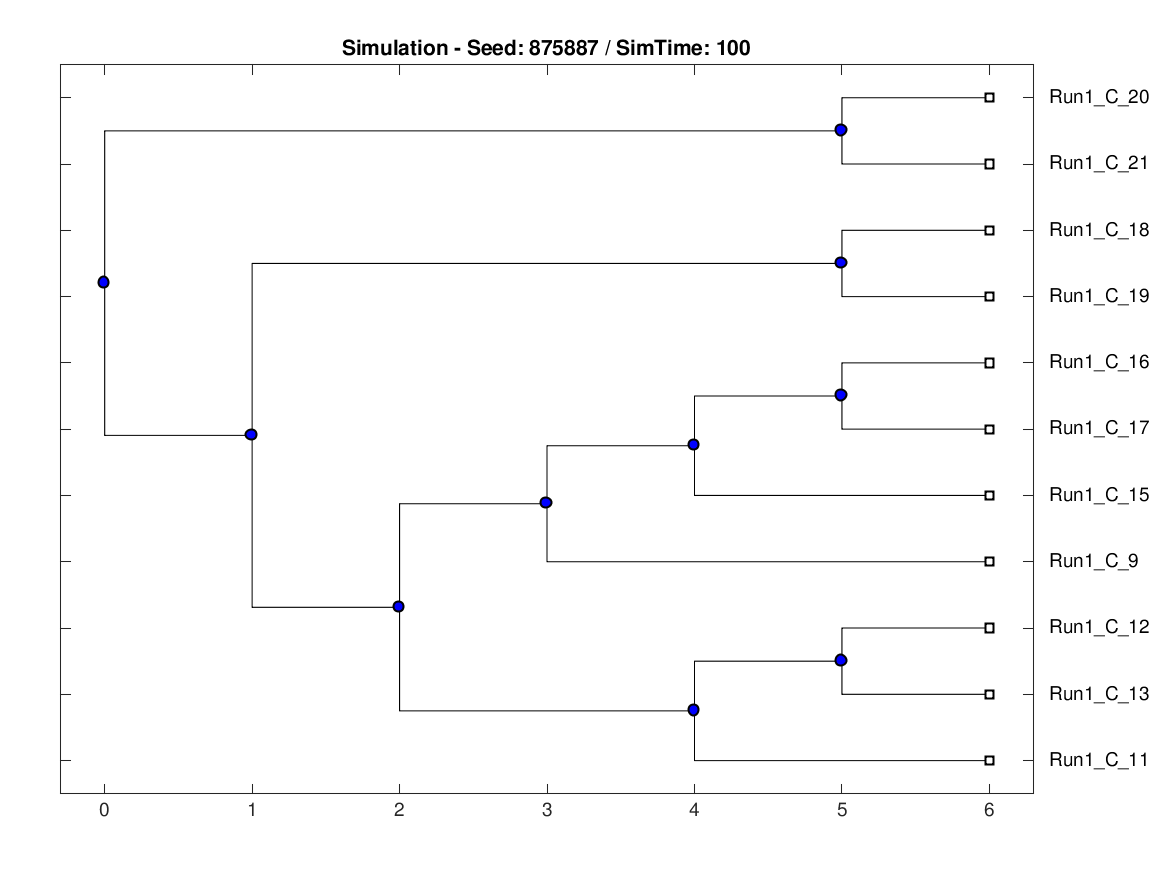 Simulation - Seed: 875887 / SimTime: 100
Run1_C_20
Run1_C_21
Run1_C_18
Run1_C_19
Run1_C_16
Run1_C_17
Run1_C_15
Run1_C_9
Run1_C_12
Run1_C_13
Run1_C_11
0 1 2 3 4 5 6